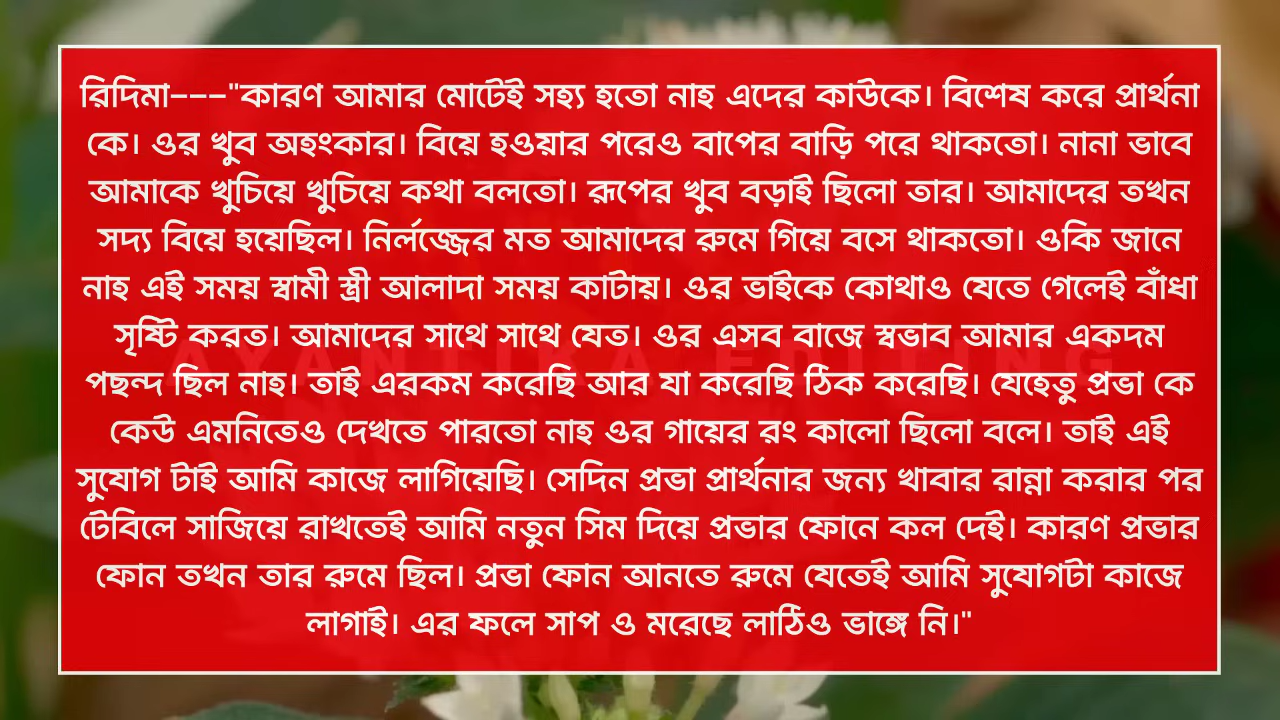 রিদিমা---"কারণ আমার মোটেই সহ্য হতো নাহ এদের কাউকে। বিশেষ করে প্রার্থনা
কে। ওর খুব অহংকার। বিয়ে হওয়ার পরেও বাপের বাড়ি পরে থাকতো। নানা ভাবে
আমাকে খুচিয়ে খুচিয়ে কথা বলতো। রূপের খুব বড়াই ছিলো তার। আমাদের তখন
সদ্য বিয়ে হয়েছিল। নির্লজ্জের মত আমাদের রুমে গিয়ে বসে থাকতো। ওকি জানে
নাহ এই সময় স্বামী স্ত্রী আলাদা সময় কাটায়। ওর ভাইকে কোথাও যেতে গেলেই বাঁধা
সৃষ্টি করত। আমাদের সাথে সাথে যেত। ওর এসব বাজে স্বভাব আমার একদম
পছন্দ ছিল নাহ। তাই এরকম করেছি আর যা করেছি ঠিক করেছি। যেহেতু প্রভা কে
কেউ এমনিতেও দেখতে পারতো নাহ ওর গায়ের রং কালো ছিলো বলে। তাই এই
সুযোগ টাই আমি কাজে লাগিয়েছি। সেদিন প্রভা প্রার্থনার জন্য খাবার রান্না করার পর
টেবিলে সাজিয়ে রাখতেই আমি নতুন সিম দিয়ে প্রভার ফোনে কল দেই। কারণ প্রভার
ফোন তখন তার রুমে ছিল। প্রভা ফোন আনতে রুমে যেতেই আমি সুযোগটা কাজে
লাগাই। এর ফলে সাপ ও মরেছে লাঠিও ভাঙ্গে নি।"
AYANTIKA EDITING